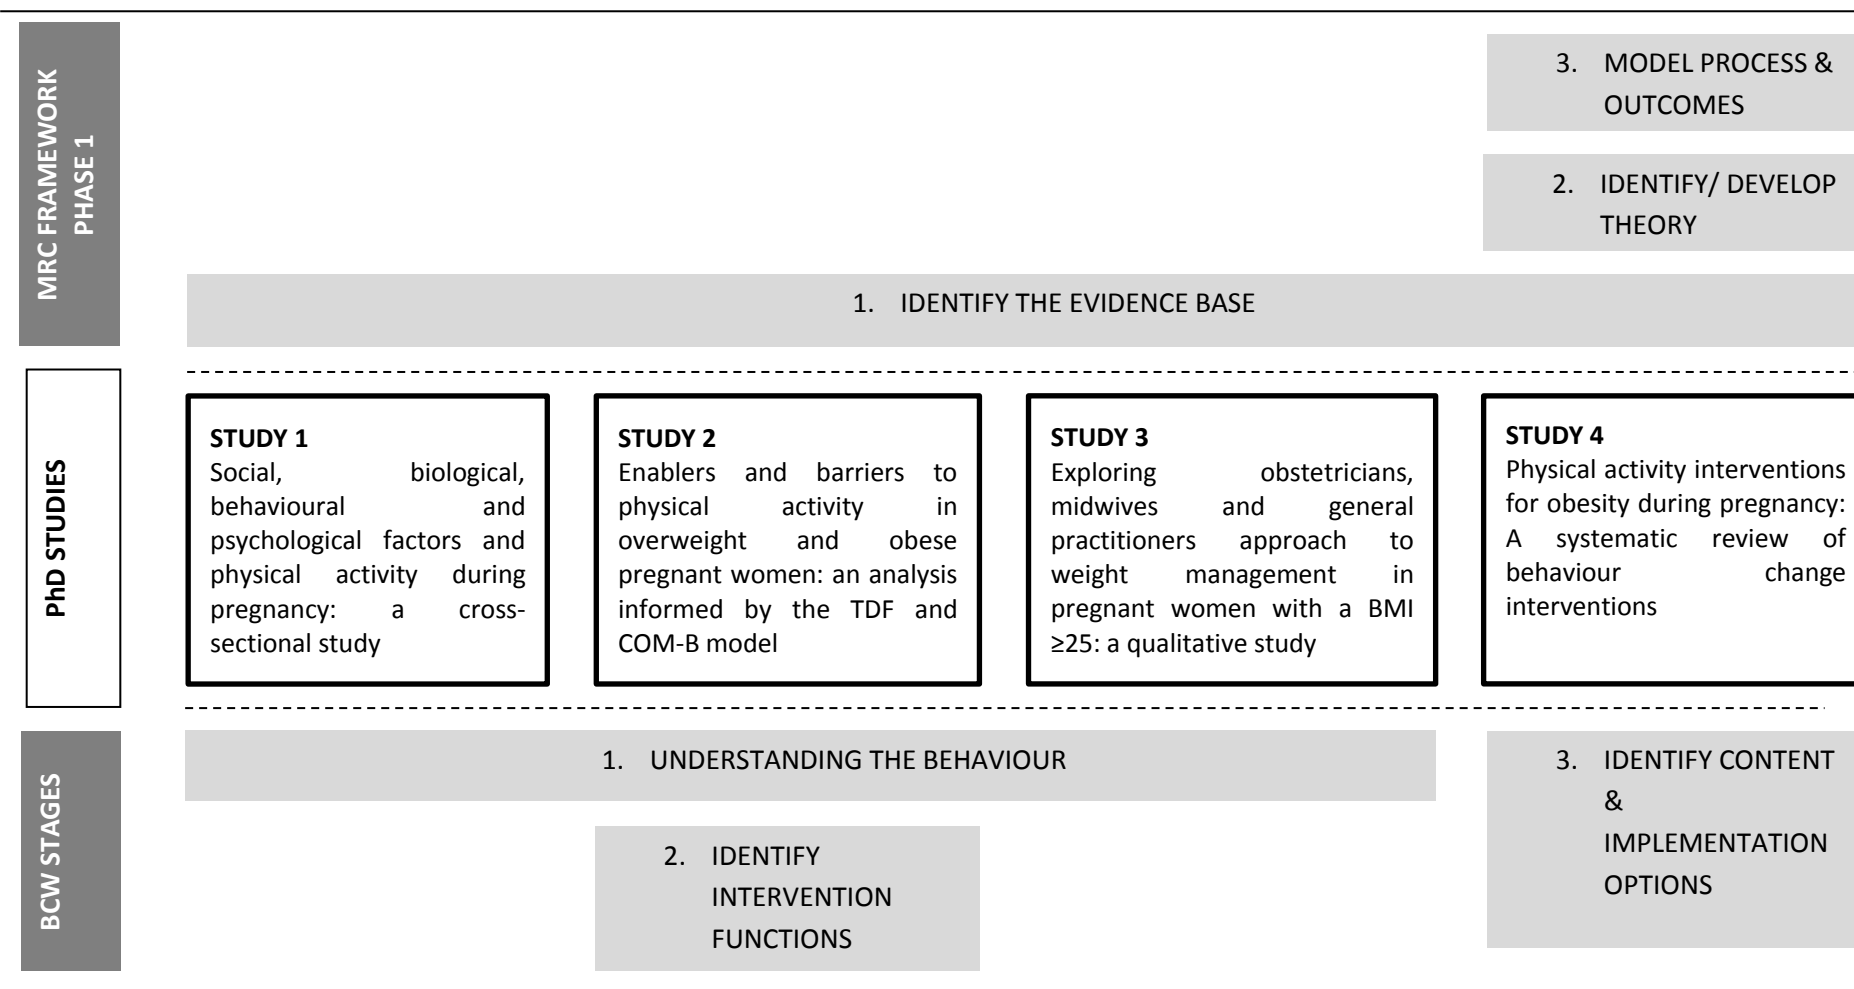 MRC FRAMEWORK
PHASE 1
3. MODEL PROCESS &
OUTCOMES
2. IDENTIFY/ DEVELOP
THEORY
1. IDENTIFY THE EVIDENCE BASE
PhD STUDIES
STUDY 1
Social, biological,
behavioural and
psychological factors and
physical activity during
pregnancy: a cross-
sectional study
STUDY 2
Enablers and barriers to
physical activity in
overweight and obese
pregnant women: an analysis
informed by the TDF and
COM-B model
STUDY 3
Exploring obstetricians,
midwives and general
practitioners approach to
weight management in
pregnant women with a BMI
≥25: a qualitative study
STUDY 4
Physical activity interventions
for obesity during pregnancy:
A systematic review of
behaviour change
interventions
BCW STAGES
1. UNDERSTANDING THE BEHAVIOUR
2. IDENTIFY
INTERVENTION
FUNCTIONS
3. IDENTIFY CONTENT
&
IMPLEMENTATION
OPTIONS